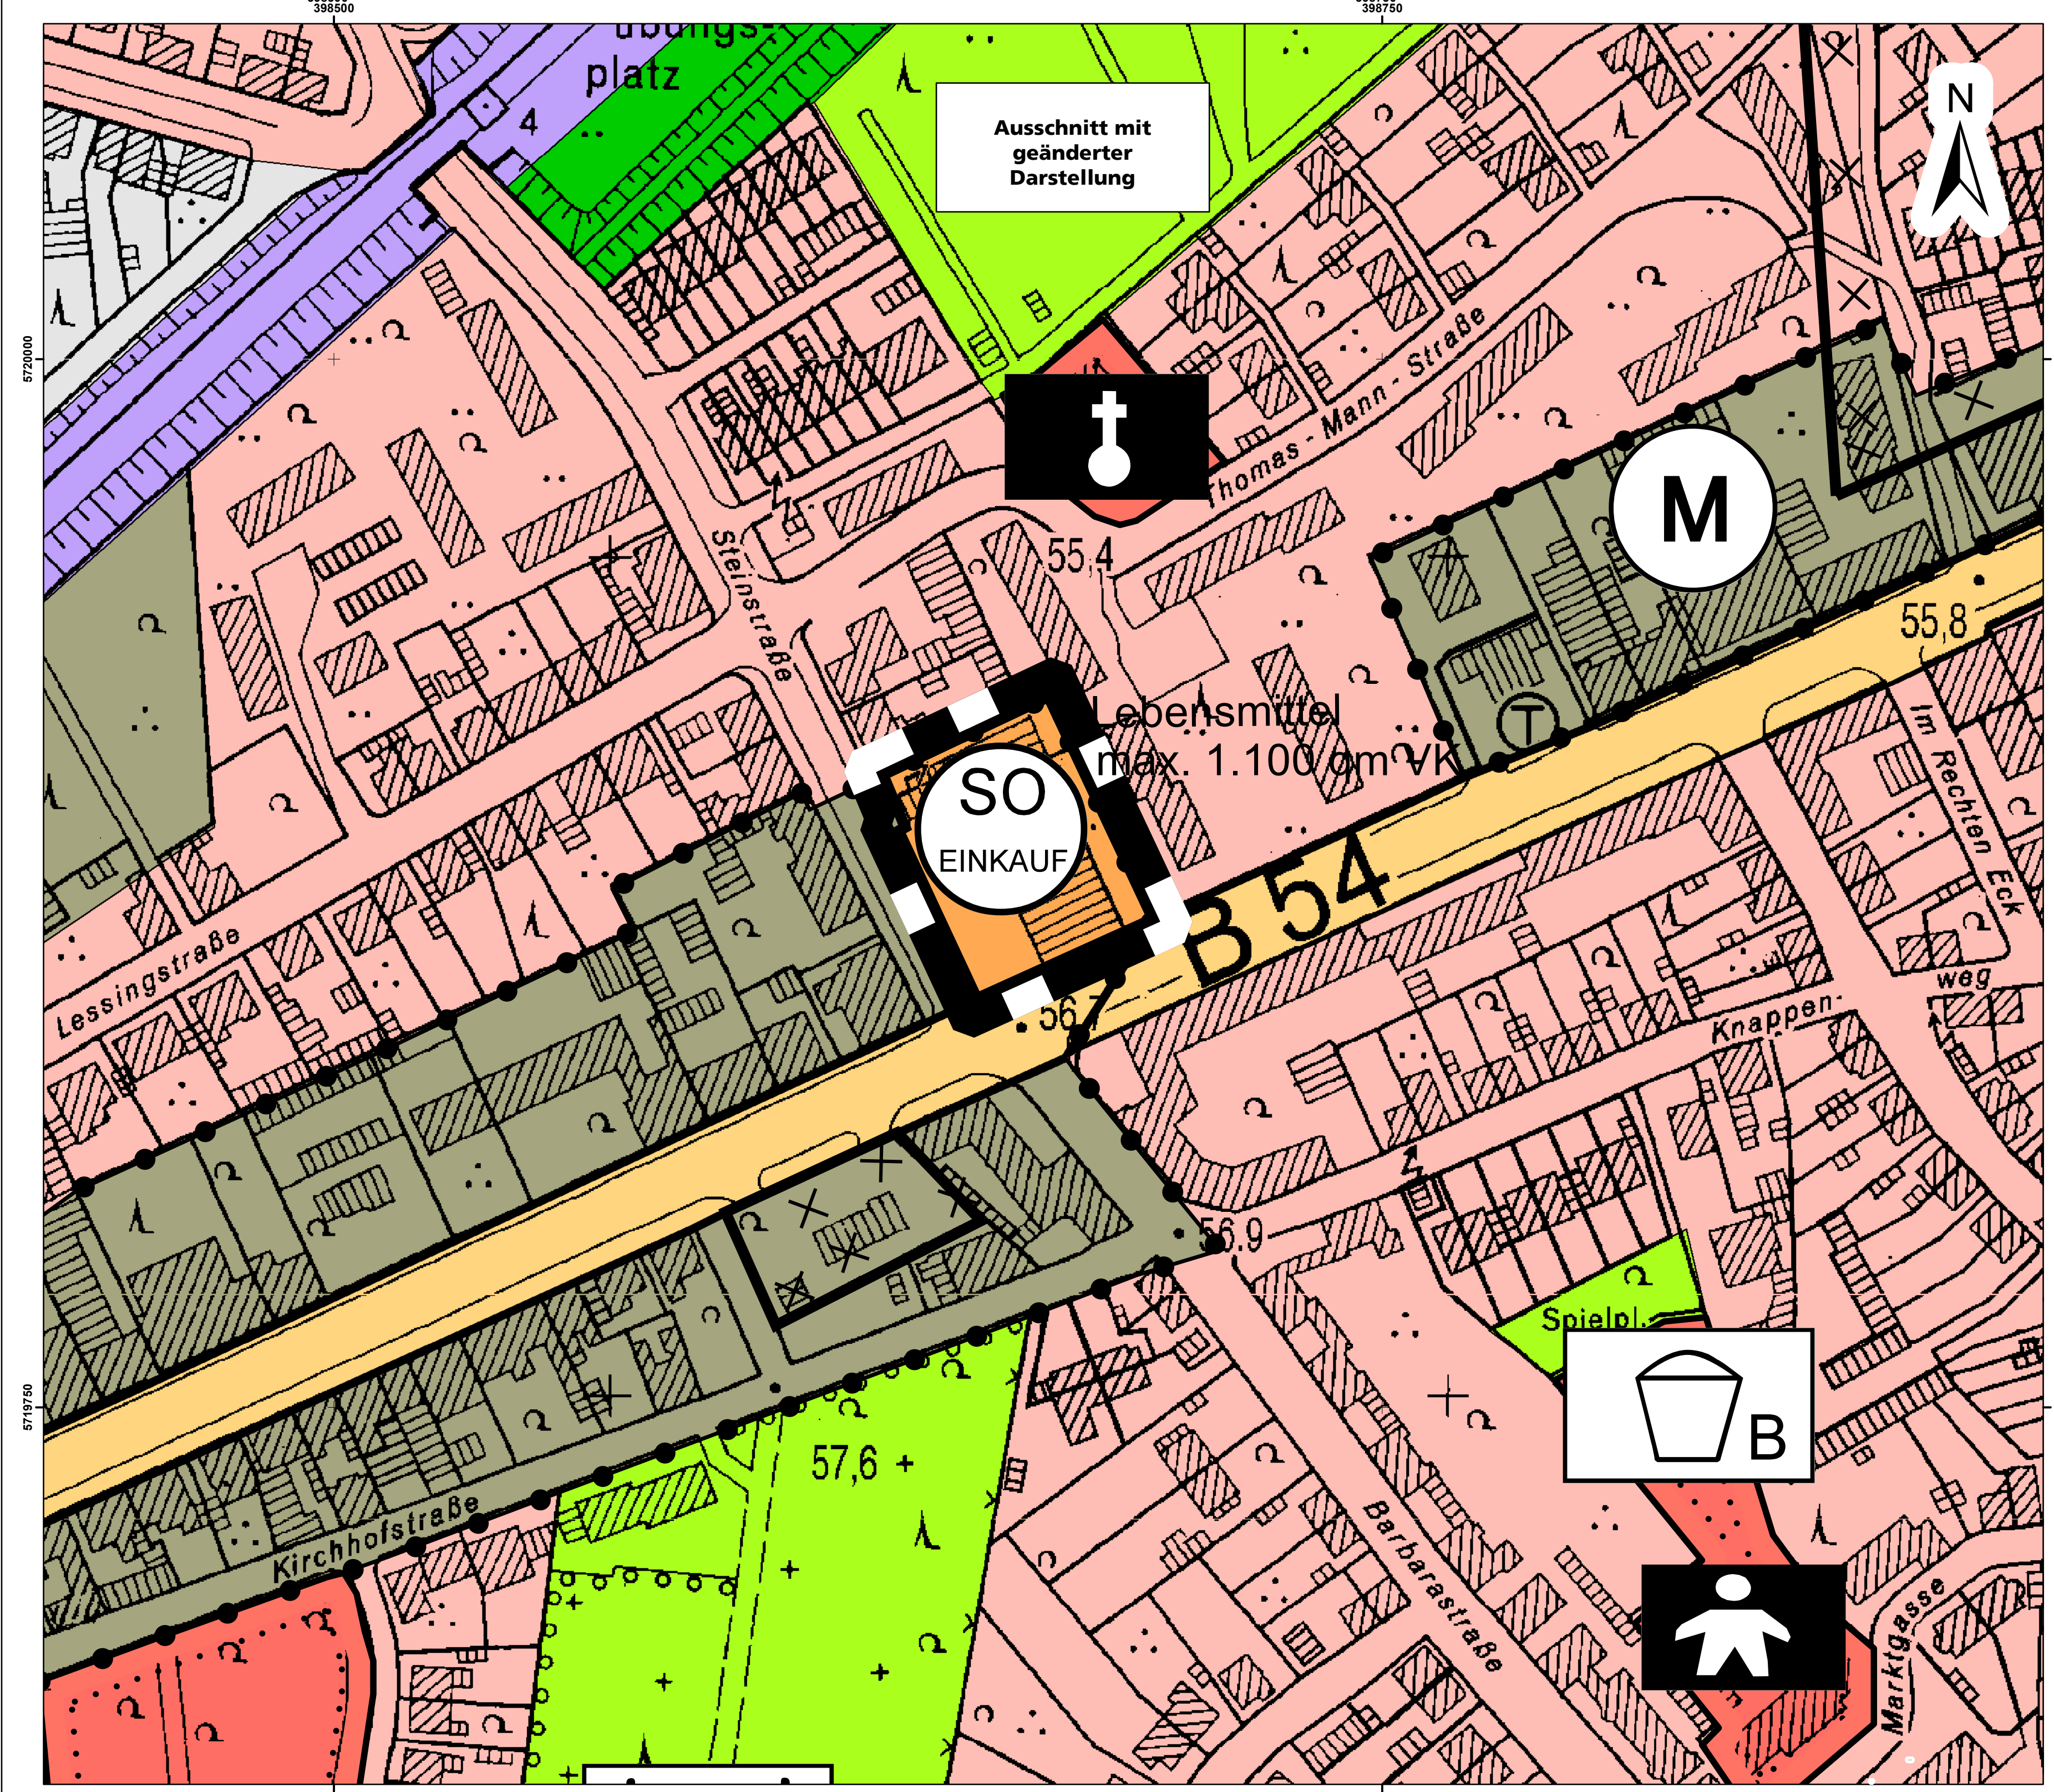 398500
398750
übungs-
platz
4
Ausschnitt mit
geänderter
Darstellung
N
5720000
Thomas - Mann - Straße
M
Steinstraße
55,4
55,8
Lebensmittel
max. 1.100 qm VK
T
SO
EINKAUF
Im Rechten Eck
B 54
Lessingstraße
56,7
weg
Knappen-
56.9
Spielpl.
5719750
B
57,6
Kirchhofstraße
Barbarastraße
Marktgasse